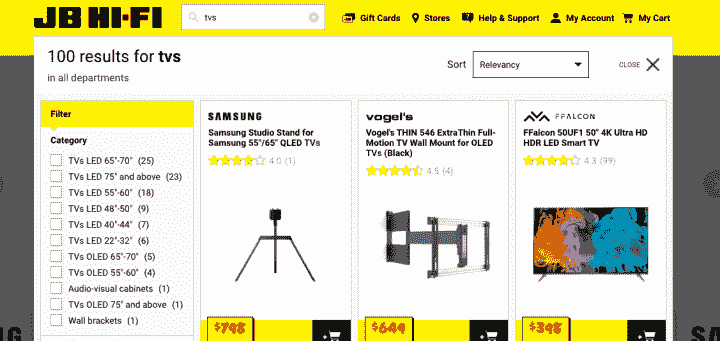 JB HI-FI
tvs
Gift Cards
Stores
Help & Support
My Account
My Cart
100 results for tvs
in all departments
Sort
Relevancy
CLOSE
Filter
Category
TVs LED 65"-70" (25)
TVs LED 75" and above (23)
TVs LED 55"-60" (18)
TVs LED 48"-50" (9)
TVs LED 40"-44" (7)
TVs LED 22"-32" (6)
TVs OLED 65"-70" (5)
TVs OLED 55"-60" (4)
Audio-visual cabinets (1)
TVs OLED 75" and above (1)
Wall brackets (1)
SAMSUNG
Samsung Studio Stand for
Samsung 55"/65" QLED TVs
4.0 (1)
$798
vogel's
Vogel's THIN 546 ExtraThin Full-
Motion TV Wall Mount for OLED
TVs (Black)
4.5 (4)
$649
FFALCON
FFalcon 50UF1 50" 4K Ultra HD
HDR LED Smart TV
4.3 (99)
$398